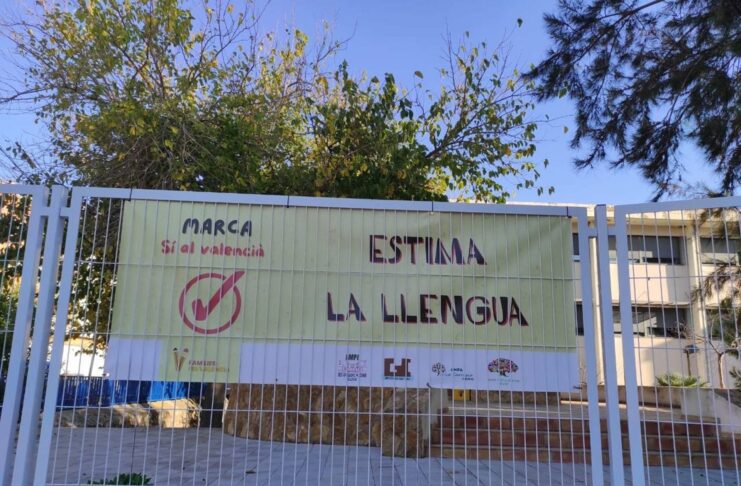 MARCA
Sí al valencià
ESTIMA
LA LLENGUA